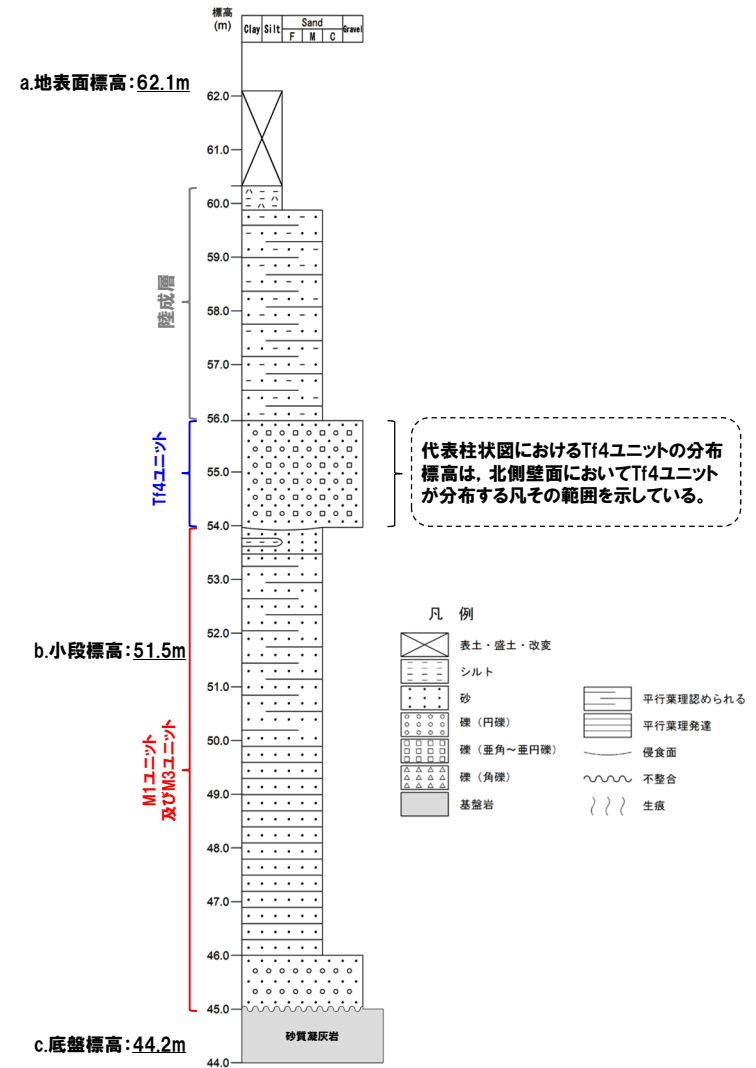 標高
(m)
Clay
Silt
Sand
F
M
C
Gravel
a.地表面標高:62.1m
62.0
61.0
60.0
59.0
58.0
57.0
56.0
55.0
54.0
53.0
52.0
51.0
50.0
49.0
48.0
47.0
46.0
45.0
44.0
陸成層
Tf4ユニット
代表柱状図におけるTf4ユニットの分布
標高は,北側壁面においてTf4ユニット
が分布する凡その範囲を示している。
b.小段標高:51.5m
M1ユニット
及びM3ユニット
c.底盤標高:44.2m
砂質凝灰岩
凡 例
表土・盛土・改変
シルト
砂
礫(円礫)
礫(亜角~亜円礫)
礫(角礫)
基盤岩
平行葉理認められる
平行葉理発達
侵食面
不整合
生痕